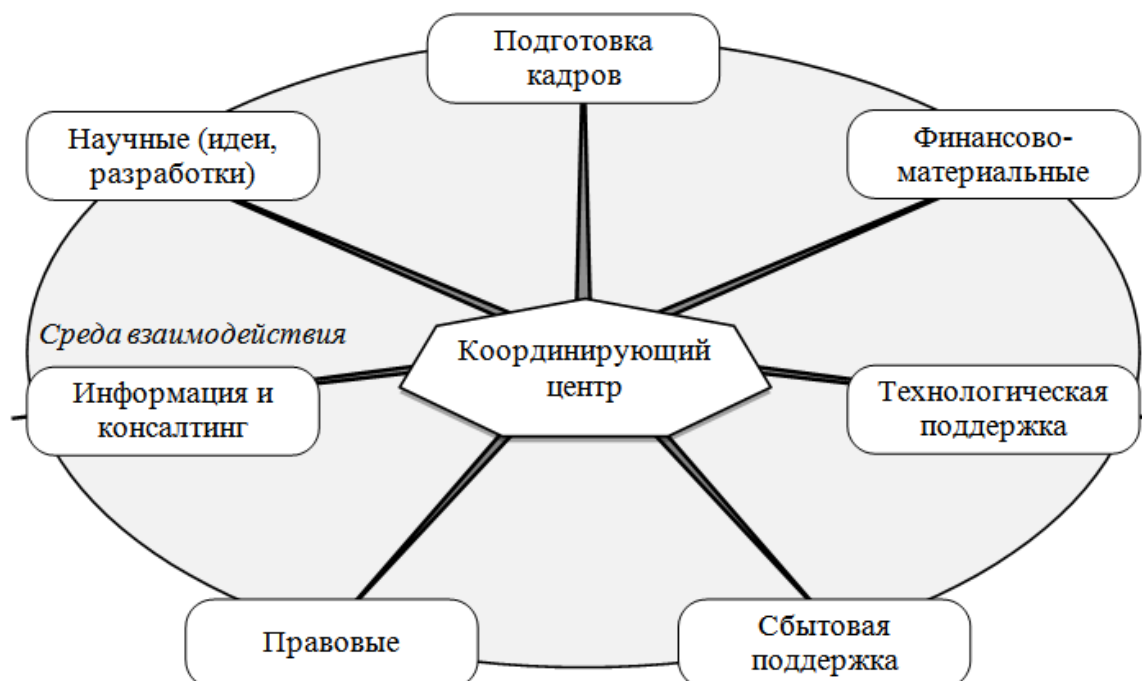 Подготовка
кадров
Научные (идеи,
разработки)
Финансово-
материальные
Среда взаимодействия
Координирующий
центр
Информация и
консалтинг
Технологическая
поддержка
Правовые
Сбытовая
поддержка